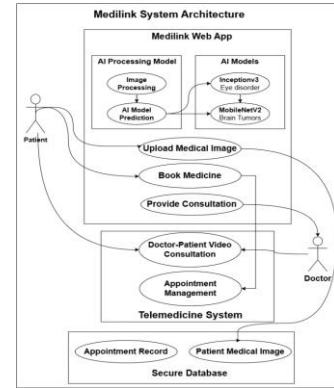 Medilink System Architecture
Medilink Web App
AI Processing Model
AI Models
Image
Processing
Inceptionv3
Eye disorder
AI Model
Prediction
MobileNetV2
Brain Tumors
Patient
Upload Medical Image
Book Medicine
Provide Consultation
Doctor-Patient Video
Consultation
Doctor
Appointment
Management
Telemedicine System
Appointment Record
Patient Medical Image
Secure Database